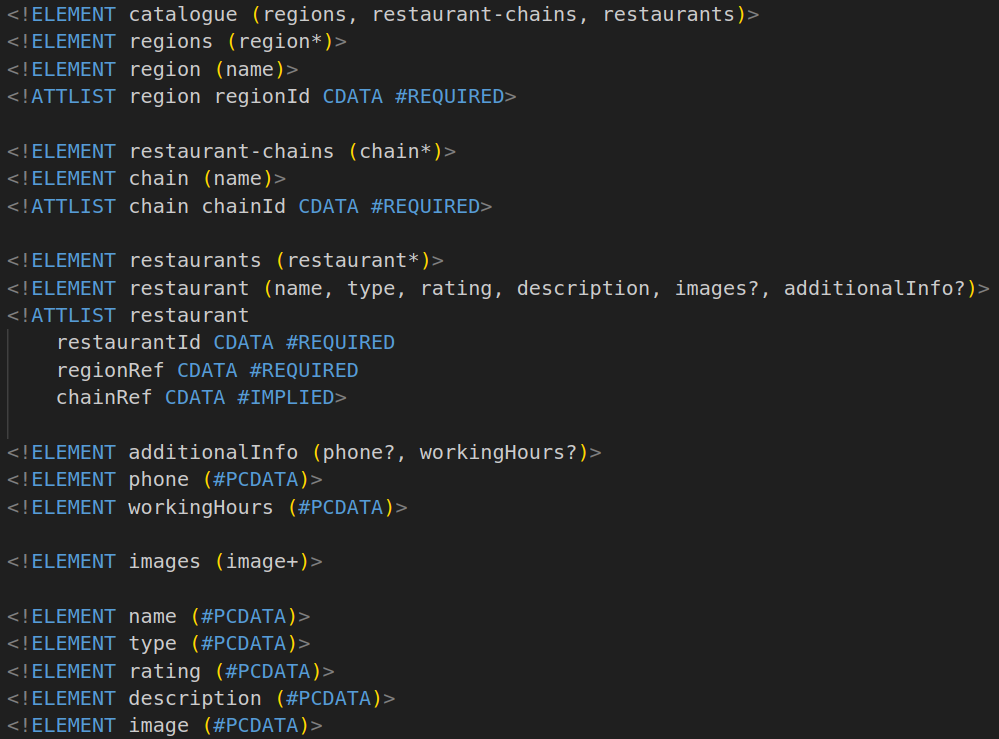 <!ELEMENT catalogue (regions, restaurant-chains, restaurants)>
<!ELEMENT regions (region*)>
<!ELEMENT region (name)>
<!ATTLIST region regionId CDATA #REQUIRED>
<!ELEMENT restaurant-chains (chain*)>
<!ELEMENT chain (name)>
<!ATTLIST chain chainId CDATA #REQUIRED>
<!ELEMENT restaurants (restaurant*)>
<!ELEMENT restaurant (name, type, rating, description, images?, additionalInfo?)>
<!ATTLIST restaurant
    restaurantId CDATA #REQUIRED
    regionRef CDATA #REQUIRED
    chainRef CDATA #IMPLIED>
<!ELEMENT additionalInfo (phone?, workingHours?)>
<!ELEMENT phone (#PCDATA)>
<!ELEMENT workingHours (#PCDATA)>
<!ELEMENT images (image+)>
<!ELEMENT name (#PCDATA)>
<!ELEMENT type (#PCDATA)>
<!ELEMENT rating (#PCDATA)>
<!ELEMENT description (#PCDATA)>
<!ELEMENT image (#PCDATA)>